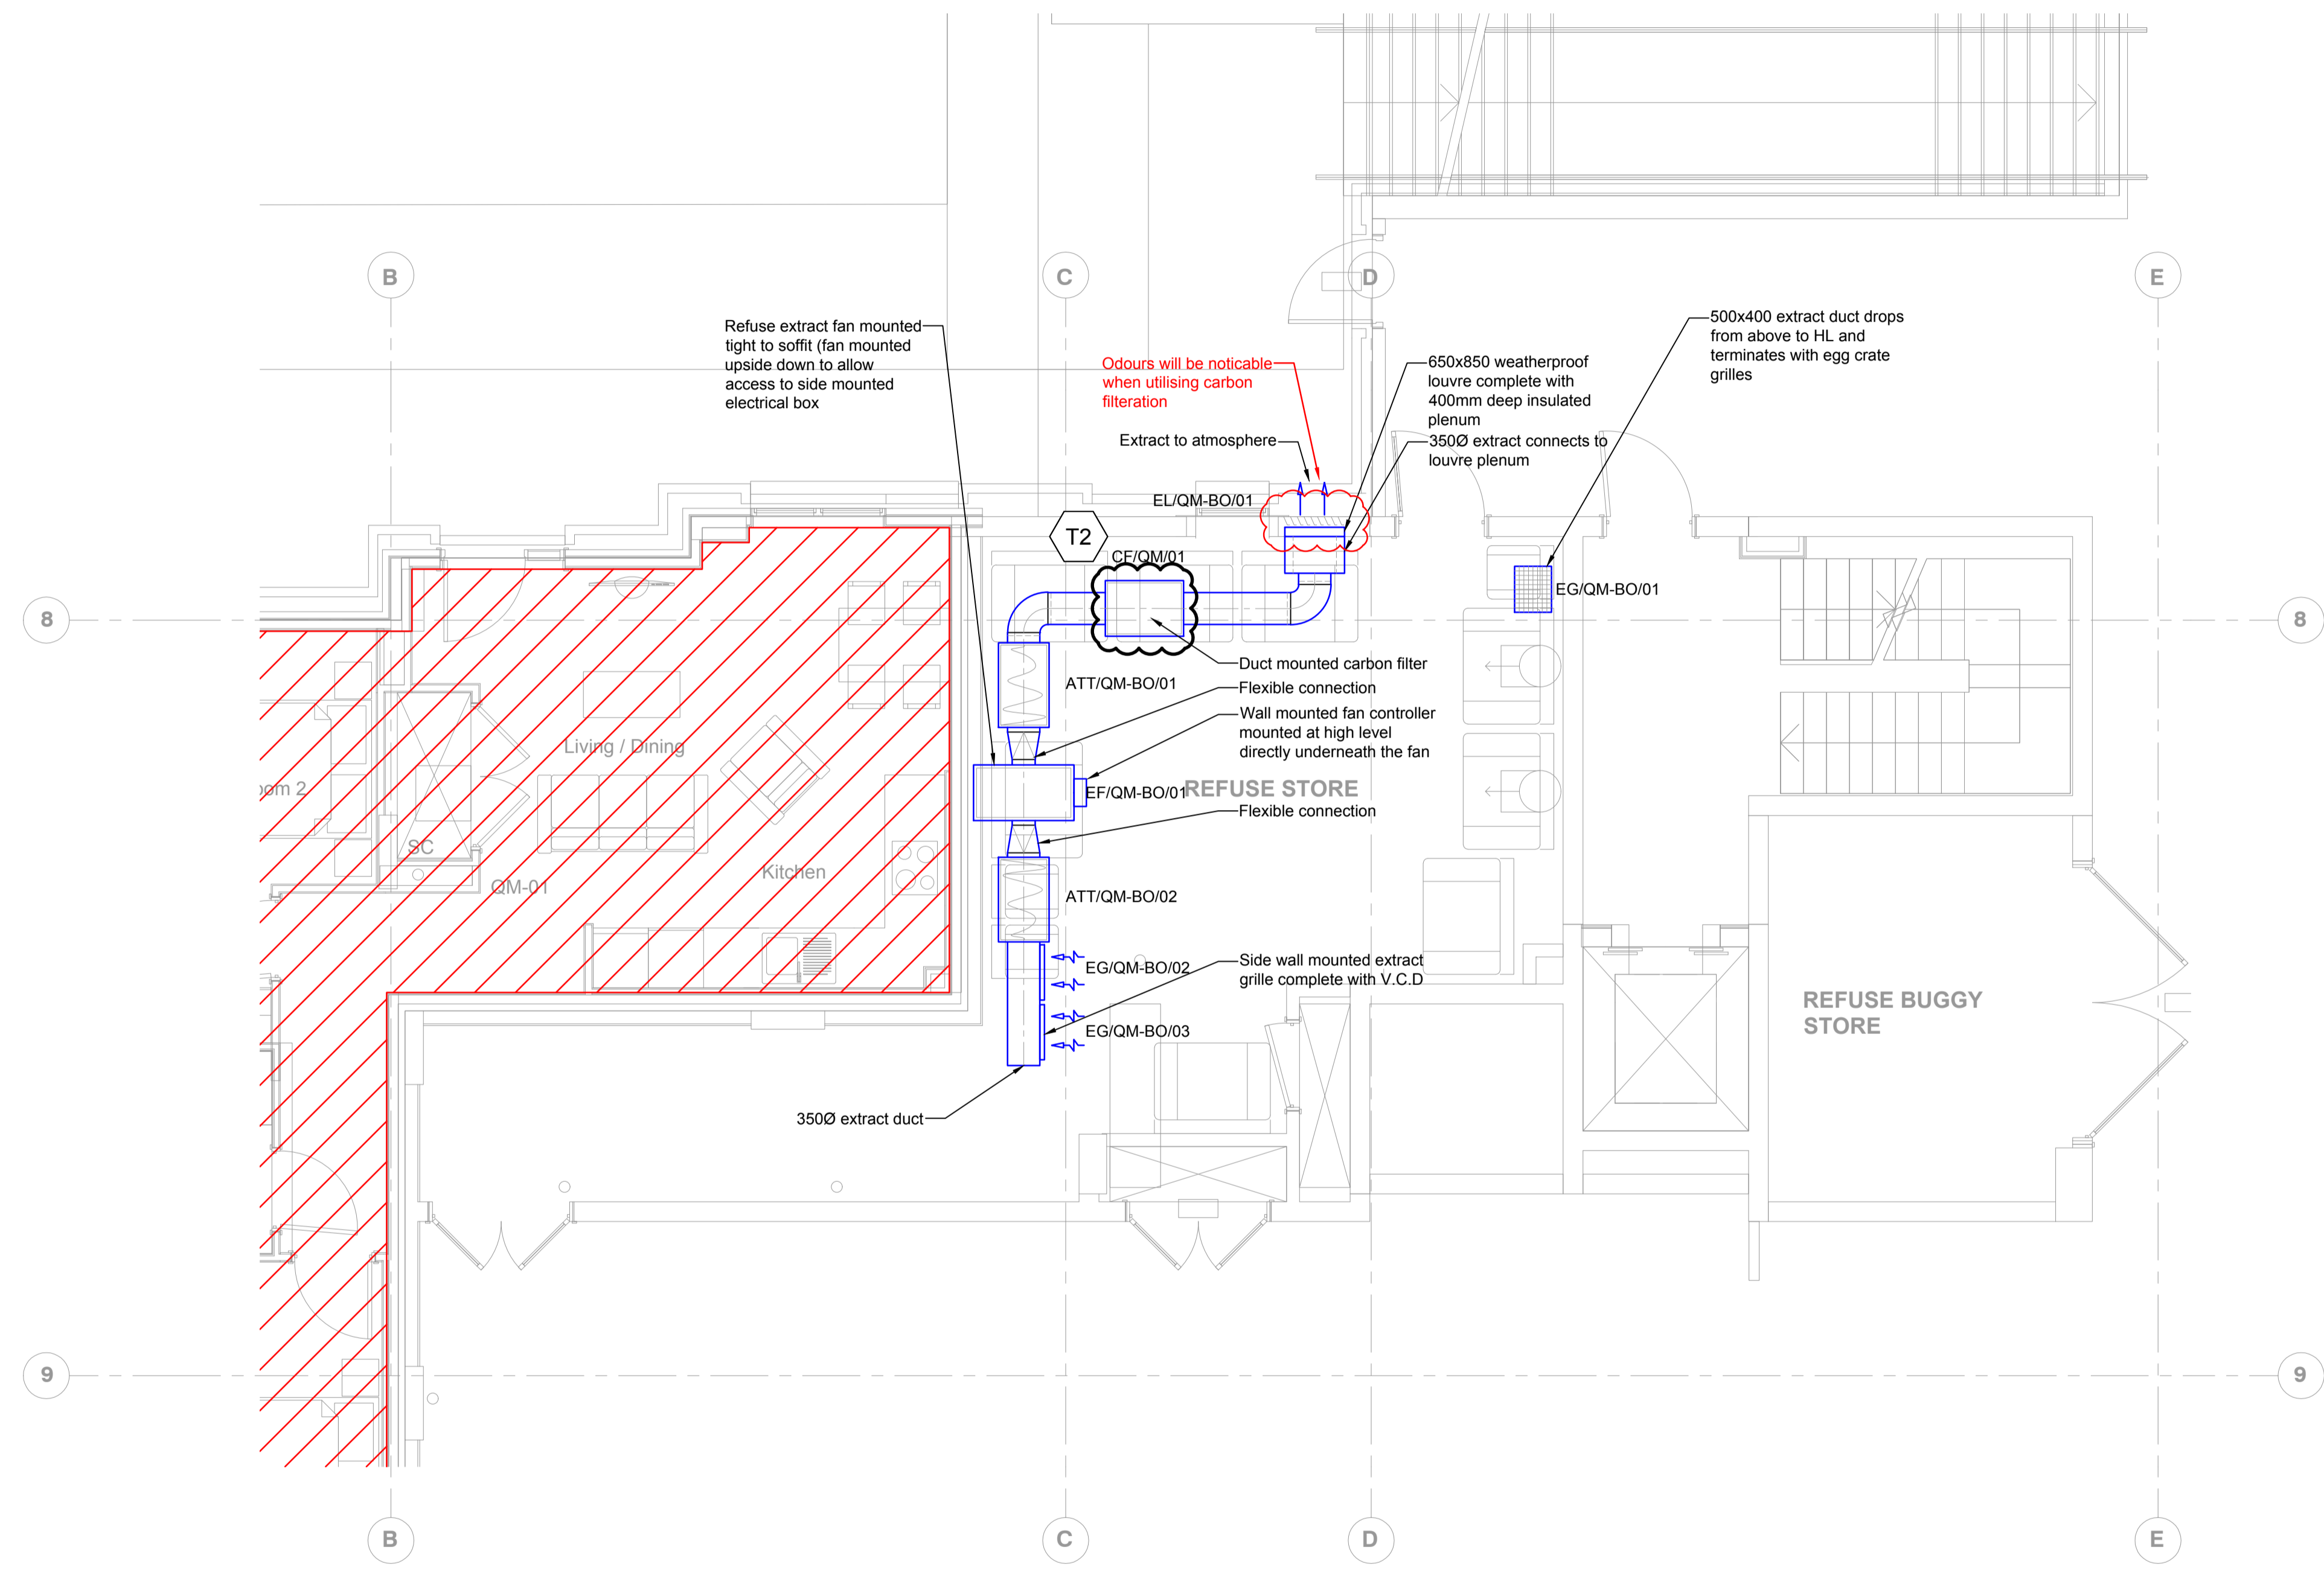 B
C
D
E
Refuse extract fan mounted
tight to soffit (fan mounted
upside down to allow
access to side mounted
electrical box
Odours will be noticable
when utilising carbon
filteration
Extract to atmosphere
650x850 weatherproof
louvre complete with
400mm deep insulated
plenum
350Ø extract connects to
louvre plenum
500x400 extract duct drops
from above to HL and
terminates with egg crate
grilles
EL/QM-BO/01
T2
CF/QM/01
EG/QM-BO/01
8
8
Duct mounted carbon filter
ATT/QM-BO/01
Flexible connection
Wall mounted fan controller
mounted at high level
directly underneath the fan
Living / Dining
oom 2
EF/QM-BO/01
REFUSE STORE
Flexible connection
SC
QM-01
Kitchen
ATT/QM-BO/02
EG/QM-BO/02
Side wall mounted extract
grille complete with V.C.D
EG/QM-BO/03
REFUSE BUGGY
STORE
350Ø extract duct
9
9
B
C
D
E